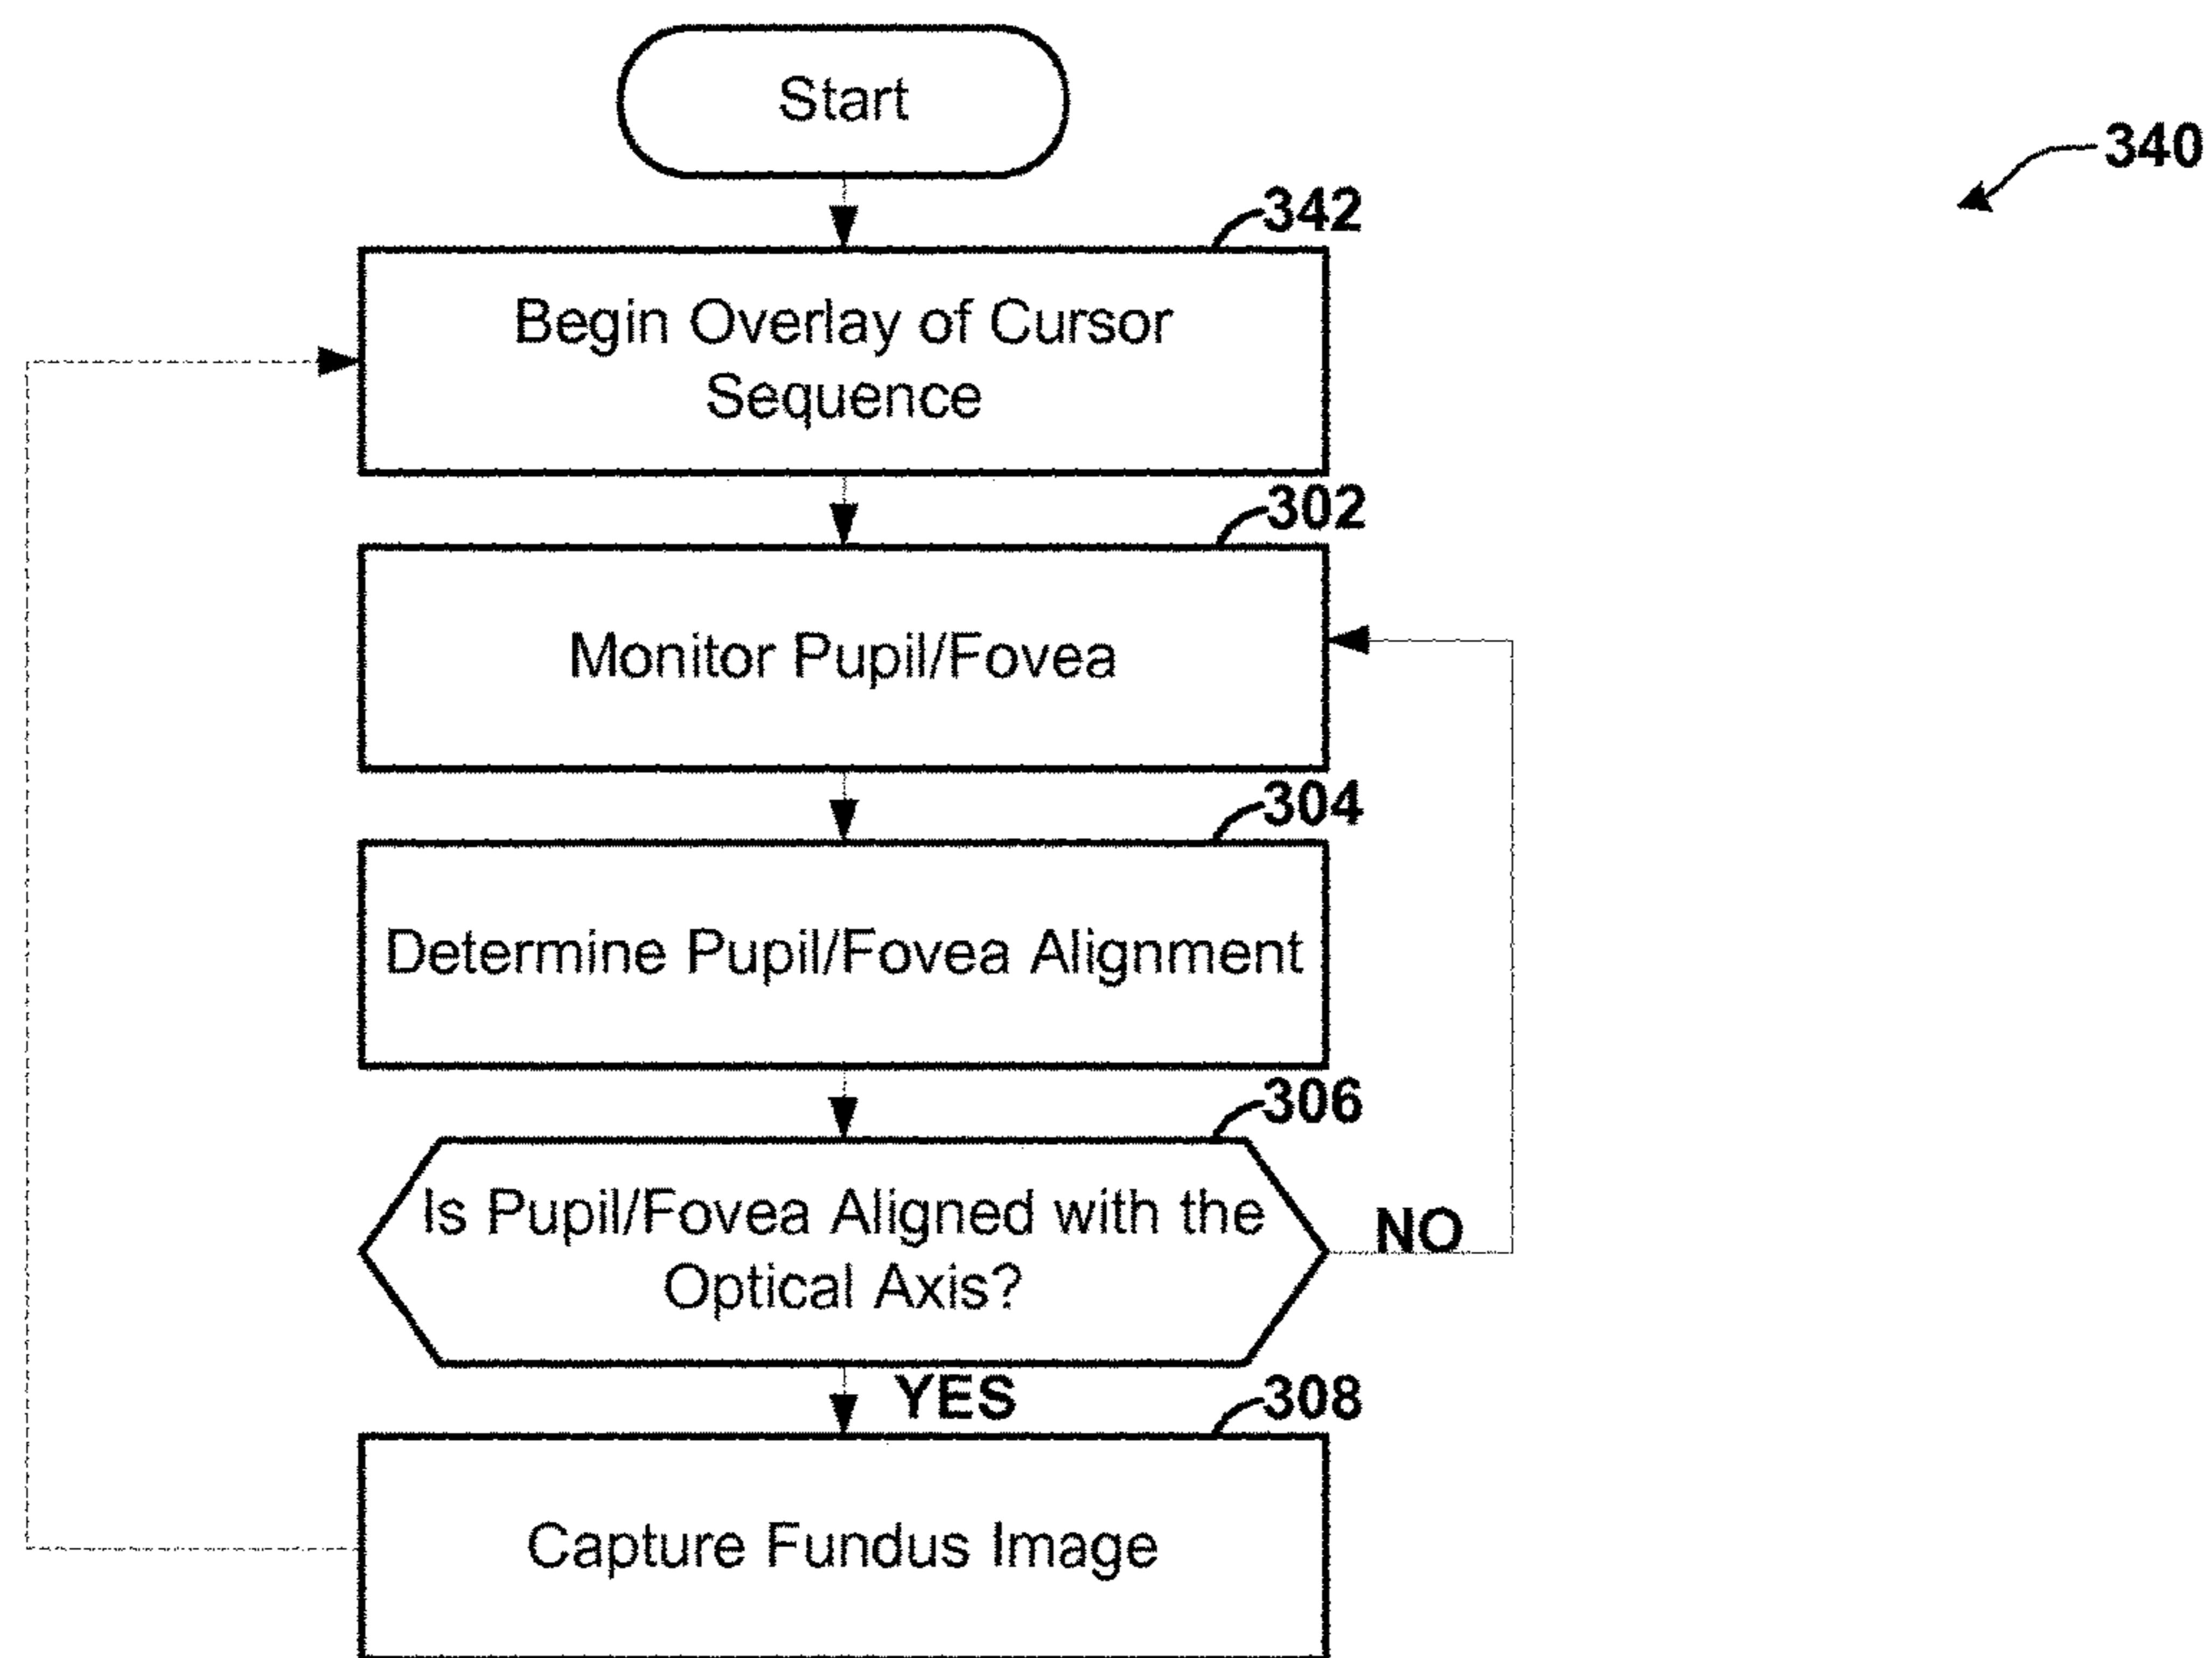 Start
340
342
Begin Overlay of Cursor
Sequence
302
Monitor Pupil/Fovea
304
Determine Pupil/Fovea Alignment
306
Is Pupil/Fovea Aligned with the
Optical Axis?
NO
YES
308
Capture Fundus Image